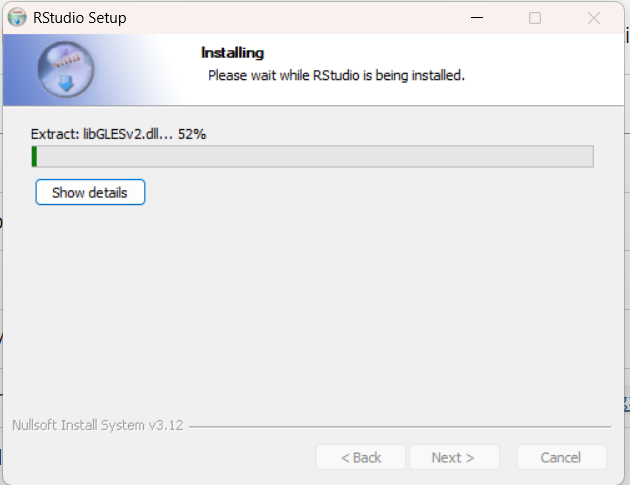 RStudio Setup
Installing
Please wait while RStudio is being installed.
Extract: libGLESv2.dll... 52%
Show details
Nullsoft Install System v3.12
< Back
Next >
Cancel